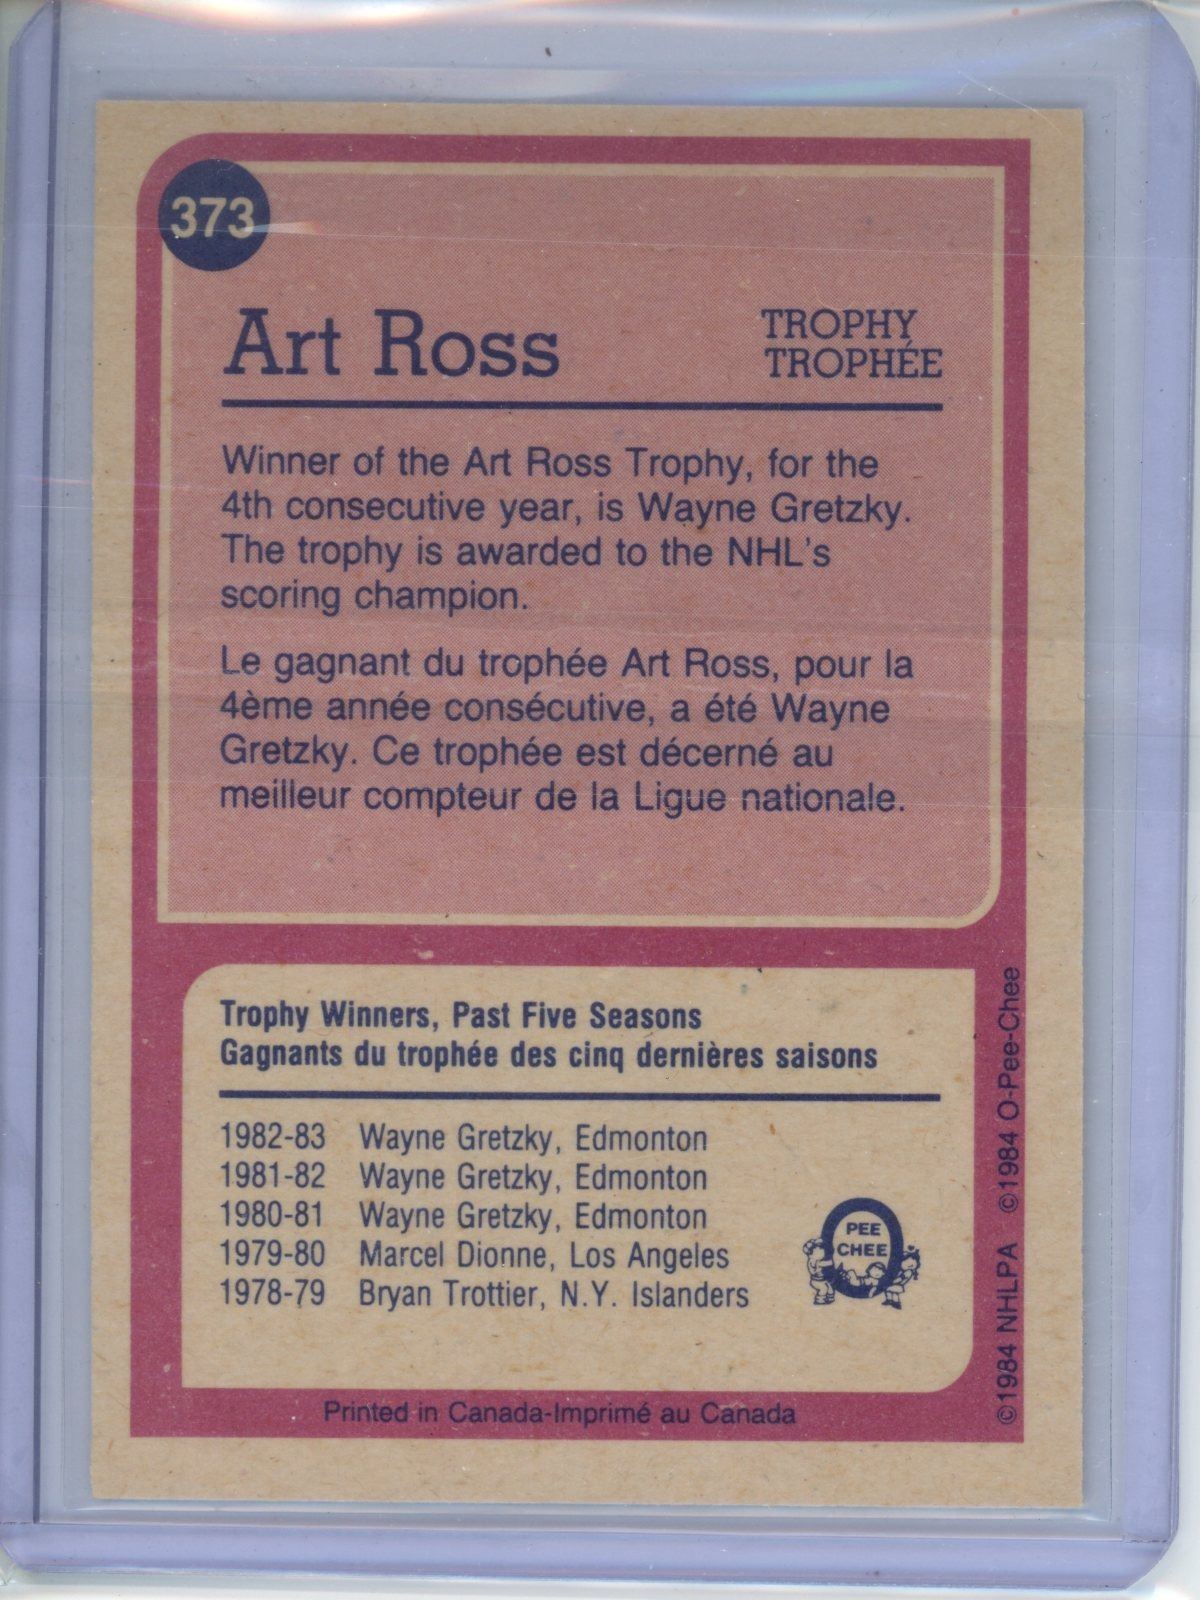 373
Art Ross
TROPHY
TROPHÉE
Winner of the Art Ross Trophy, for the
4th consecutive year, is Wayne Gretzky.
The trophy is awarded to the NHL's
scoring champion.
Le gagnant du trophée Art Ross, pour la
4ème année consécutive, a été Wayne
Gretzky. Ce trophée est décerné au
meilleur compteur de la Ligue nationale.
Trophy Winners, Past Five Seasons
Gagnants du trophée des cinq dernières saisons
1982-83 Wayne Gretzky, Edmonton
1981-82 Wayne Gretzky, Edmonton
1980-81 Wayne Gretzky, Edmonton
1979-80 Marcel Dionne, Los Angeles
1978-79 Bryan Trottier, N.Y. Islanders
PEE
CHEE
Printed in Canada-Imprimé au Canada
©1984 NHLPA ©1984 O-Pee-Chee